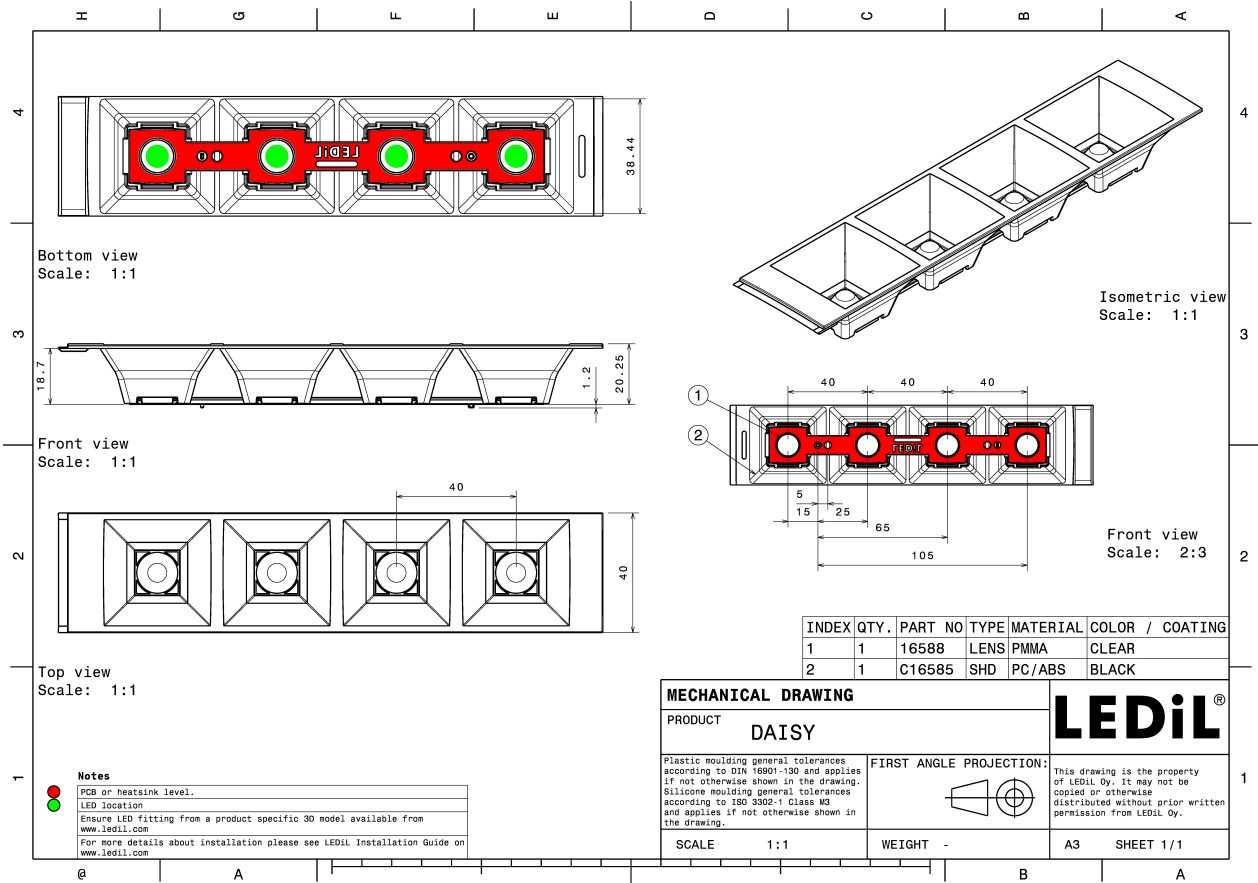 H G F E D C B A
4
4
38.44
LEDiL
Bottom view
Scale: 1:1
Isometric view
Scale: 1:1
3
3
18.7
1.2
20.25
Front view
Scale: 1:1
40 40 40
1
2
LEDiL
5
15 25
65
105
Front view
Scale: 2:3
40
2
2
40
Top view
Scale: 1:1
INDEX QTY. PART NO TYPE MATERIAL COLOR / COATING
1 1 16588 LENS PMMA CLEAR
2 1 C16585 SHD PC/ABS BLACK
MECHANICAL DRAWING
PRODUCT
DAISY
LEDiL®
Plastic moulding general tolerances
according to DIN 16901-130 and applies
if not otherwise shown in the drawing.
Silicone moulding general tolerances
according to ISO 3302-1 Class M3
and applies if not otherwise shown in
the drawing.
FIRST ANGLE PROJECTION:
This drawing is the property
of LEDiL Oy. It may not be
copied or otherwise
distributed without prior written
permission from LEDiL Oy.
SCALE 1:1
WEIGHT -
A3 SHEET 1/1
1
1
Notes
PCB or heatsink level.
LED location
Ensure LED fitting from a product specific 3D model available from
www.ledil.com
For more details about installation please see LEDiL Installation Guide on
www.ledil.com
@ A B A